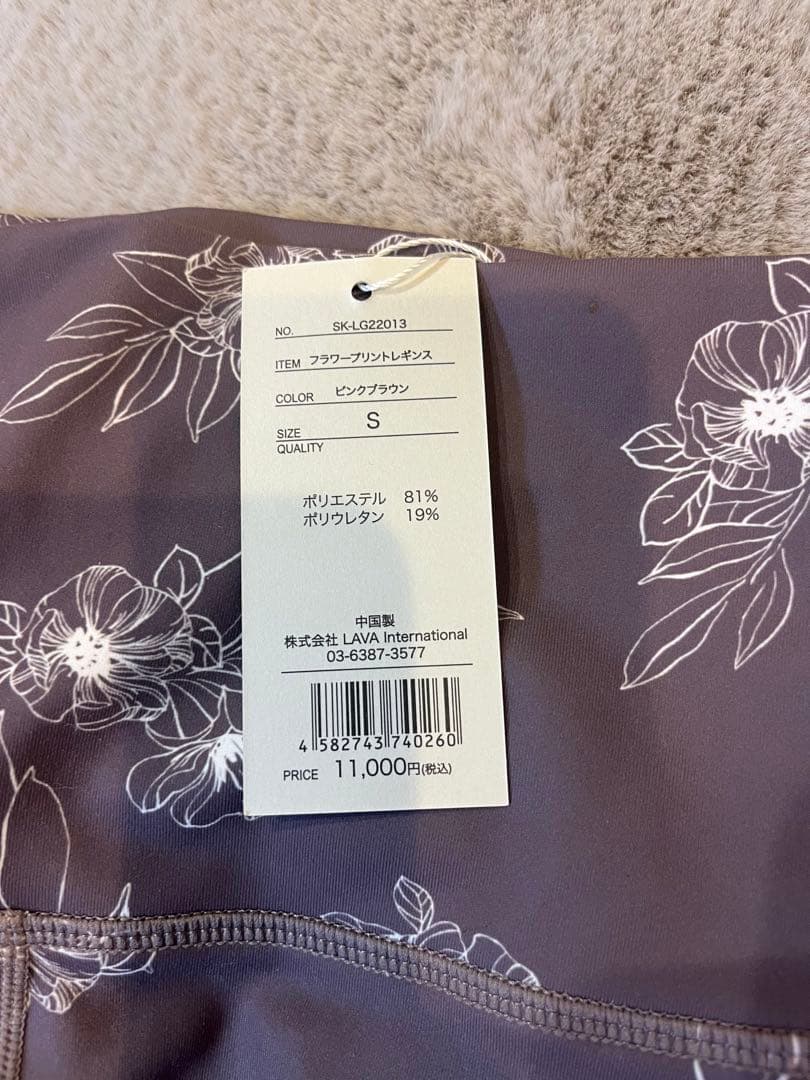 NO. SK-LG22013
ITEM フラワープリントレギンス
COLOR ピンクブラウン
SIZE S
QUALITY
ポリエステル 81%
ポリウレタン 19%
中国製
株式会社 LAVA International
03-6387-3577
4 582743 740260
PRICE 11,000円(税込)